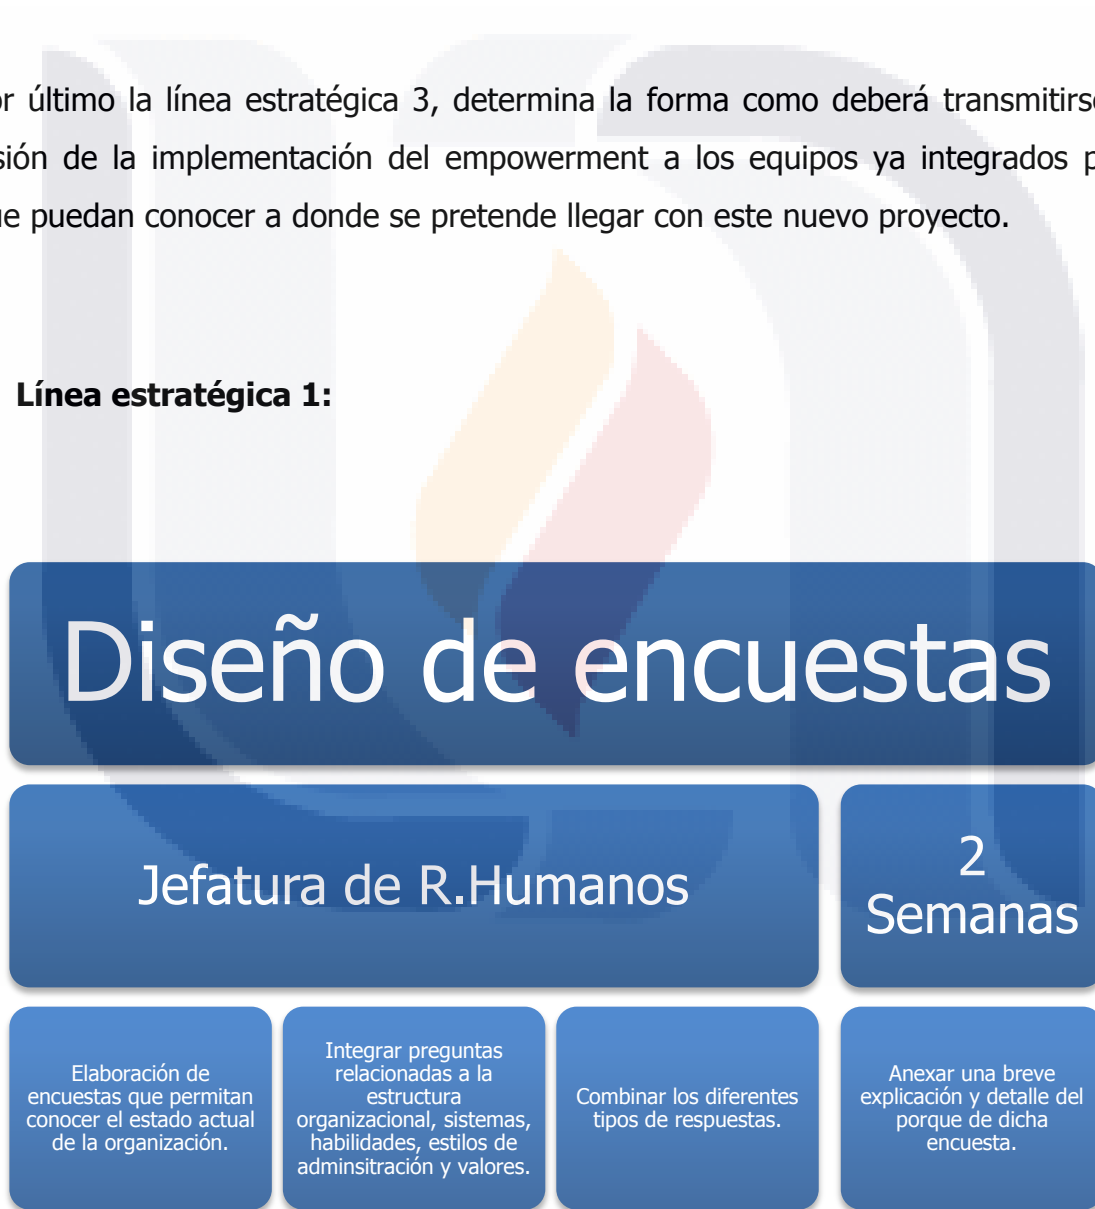 or último la línea estratégica 3, determina la forma como deberá transmitirse
sión de la implementación del empowerment a los equipos ya integrados p
ue puedan conocer a donde se pretende llegar con este nuevo proyecto.
Línea estratégica 1:
Diseño de encuestas
Jefatura de R.Humanos
2
Semanas
Elaboración de
encuestas que permitan
conocer el estado actual
de la organización.
Integrar preguntas
relacionadas a la
estructura
organizacional, sistemas,
habilidades, estilos de
adminsitración y valores.
Combinar los diferentes
tipos de respuestas.
Anexar una breve
explicación y detalle del
porque de dicha
encuesta.